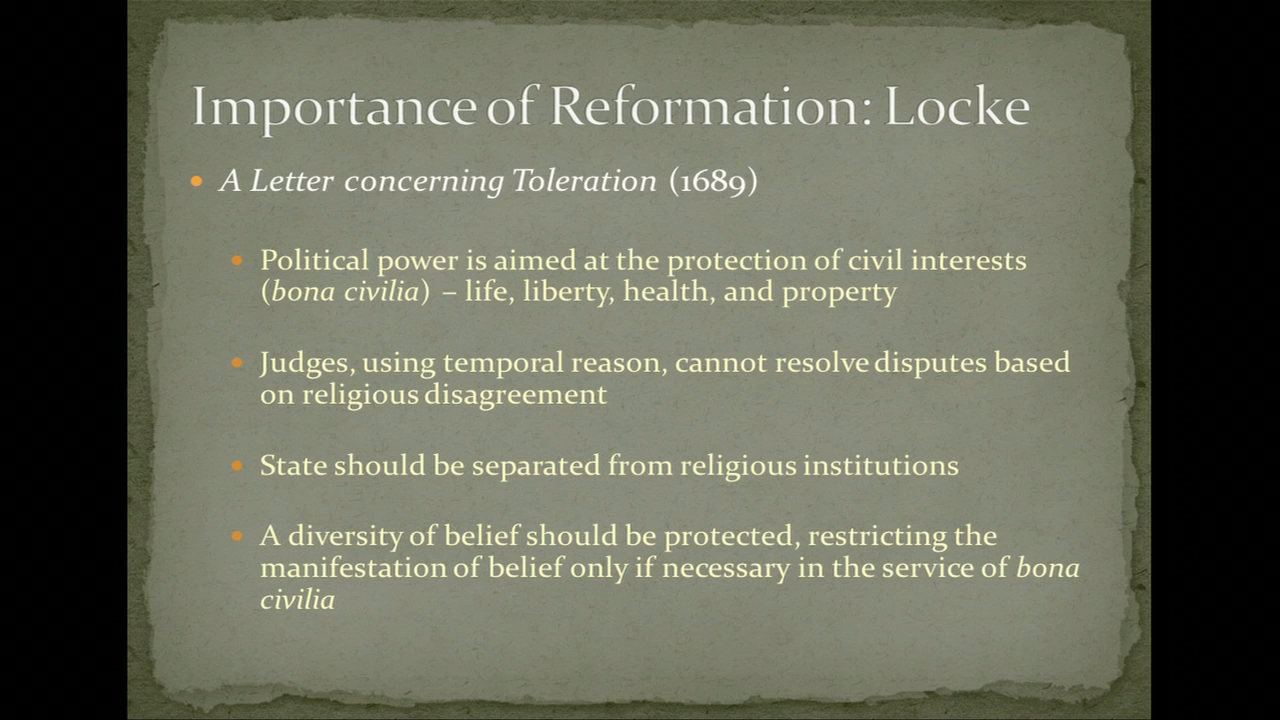 Importance of Reformation: Locke
• A Letter concerning Toleration (1689)
• Political power is aimed at the protection of civil interests
(bona civilia) – life, liberty, health, and property
• Judges, using temporal reason, cannot resolve disputes based
on religious disagreement
• State should be separated from religious institutions
• A diversity of belief should be protected, restricting the
manifestation of belief only if necessary in the service of bona
civilia